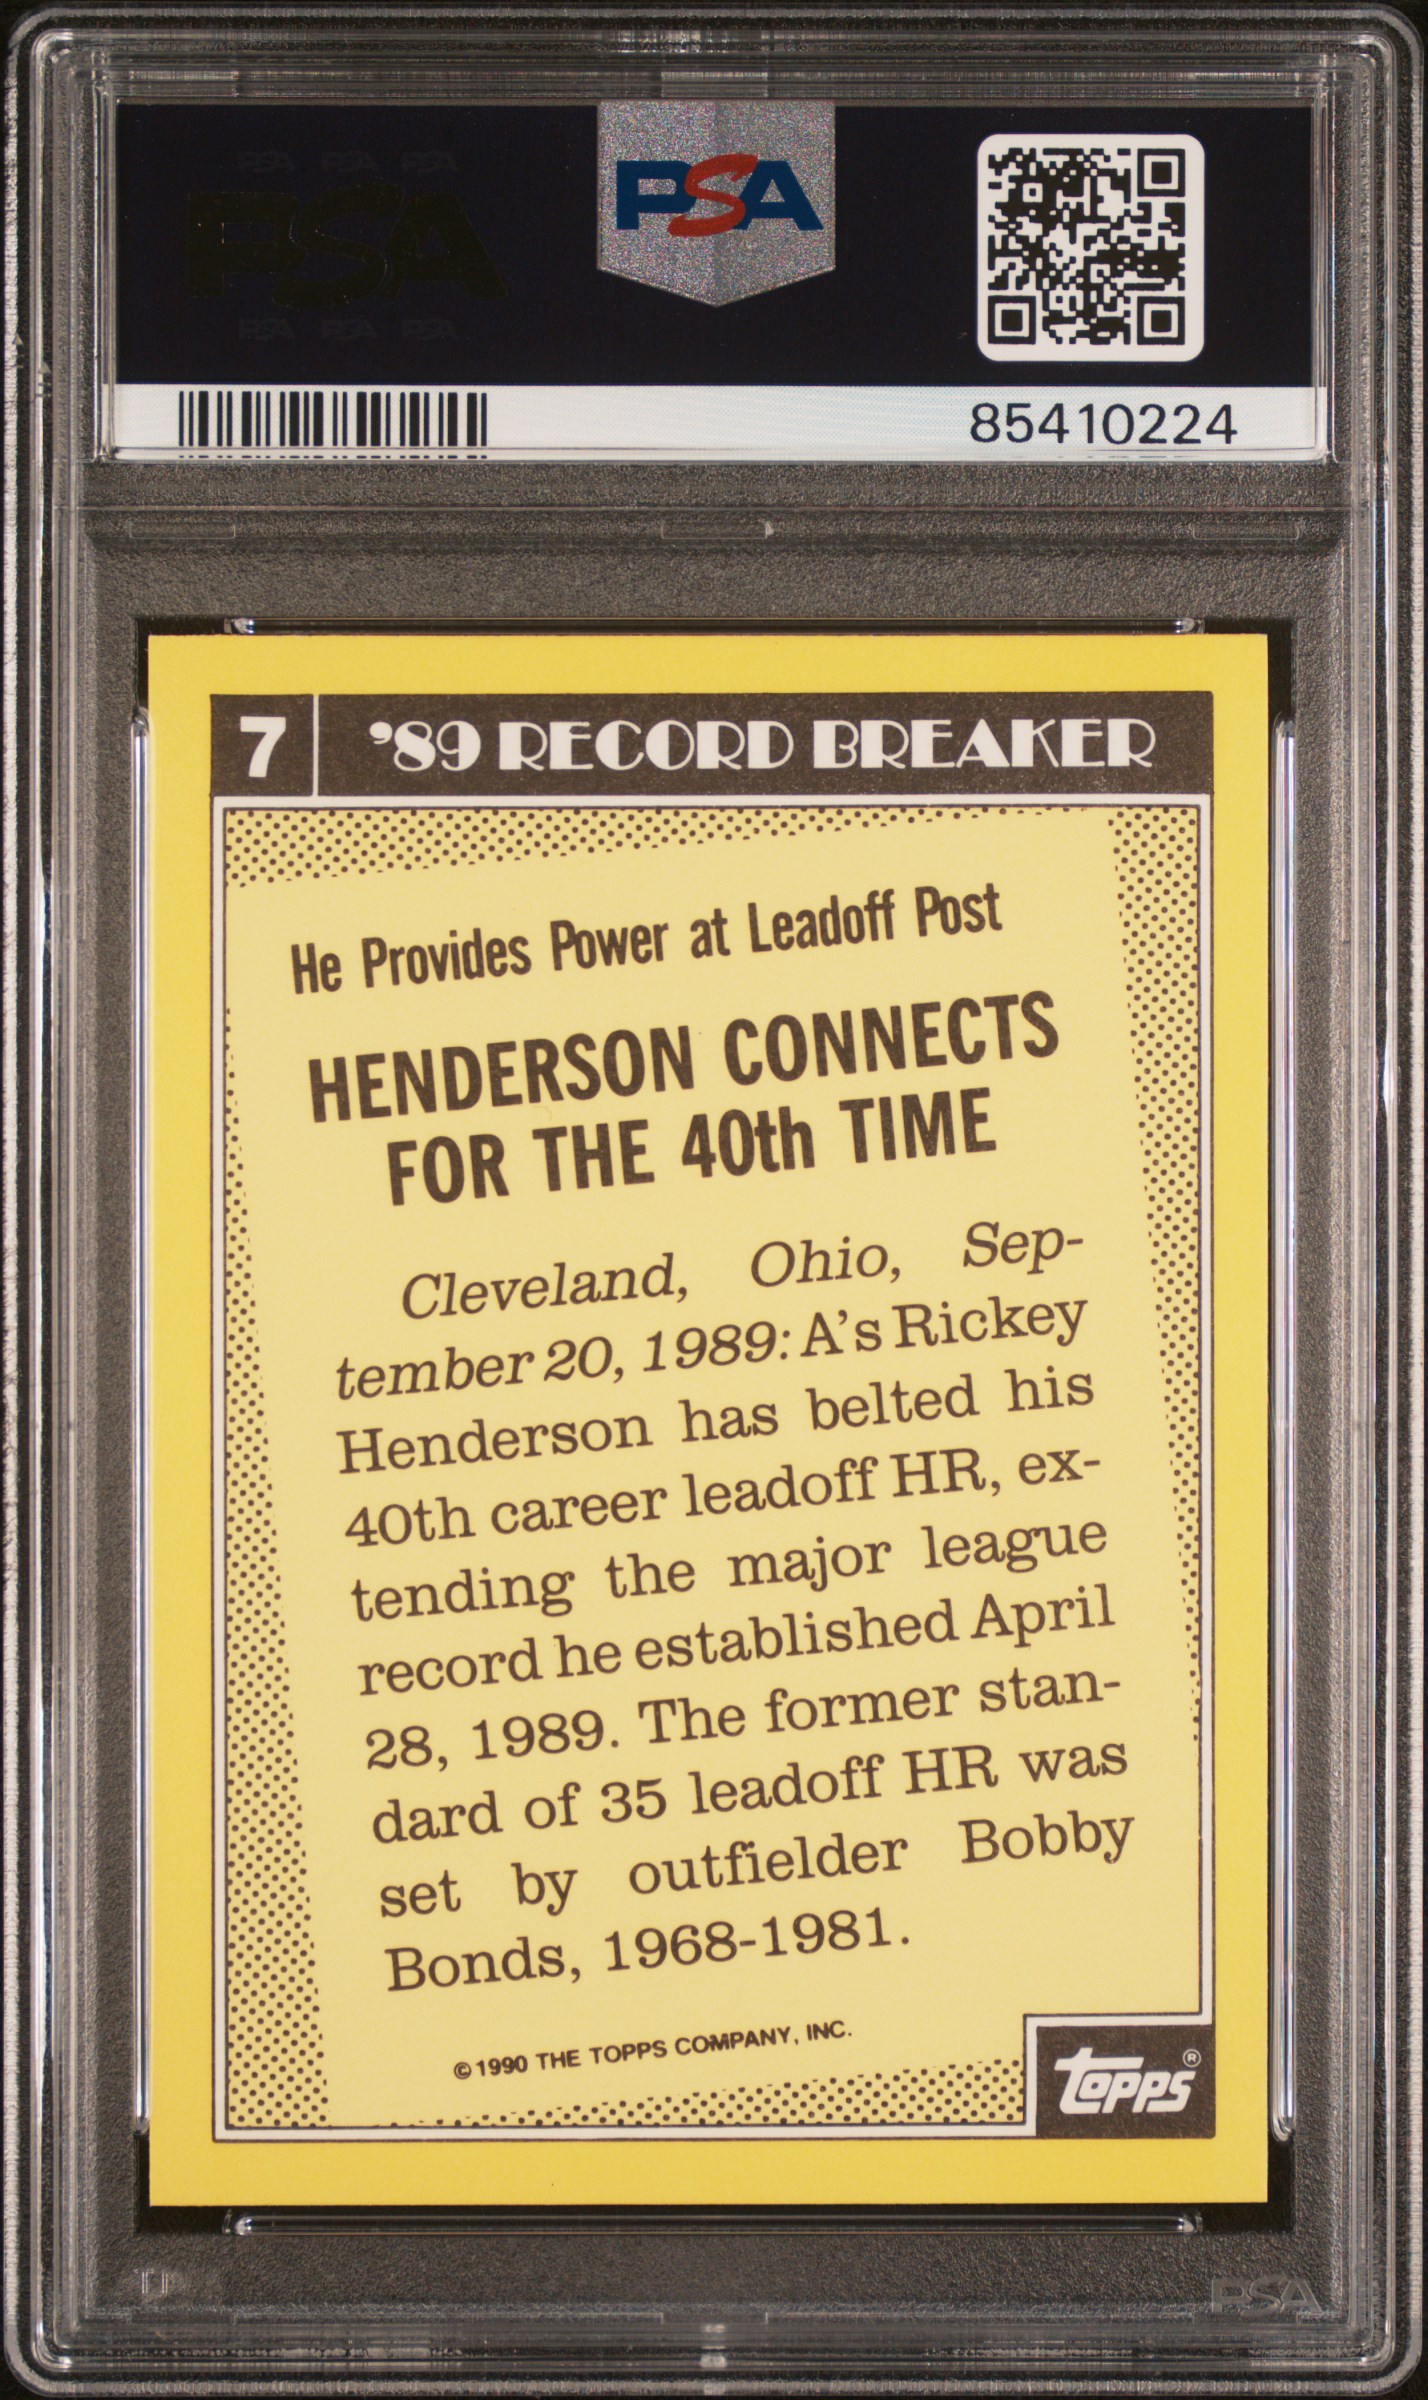 PSA PSA PSA
PSA
PSA PSA PSA
PSA
85410224
7 '89 RECORD BREAKER
He Provides Power at Leadoff Post
HENDERSON CONNECTS
FOR THE 40th TIME
Cleveland, Ohio, Sep-
tember 20, 1989: A's Rickey
Henderson has belted his
40th career leadoff HR, ex-
tending the major league
record he established April
28, 1989. The former stan-
dard of 35 leadoff HR was
set by outfielder Bobby
Bonds, 1968-1981.
© 1990 THE TOPPS COMPANY, INC.
topps®
PSA